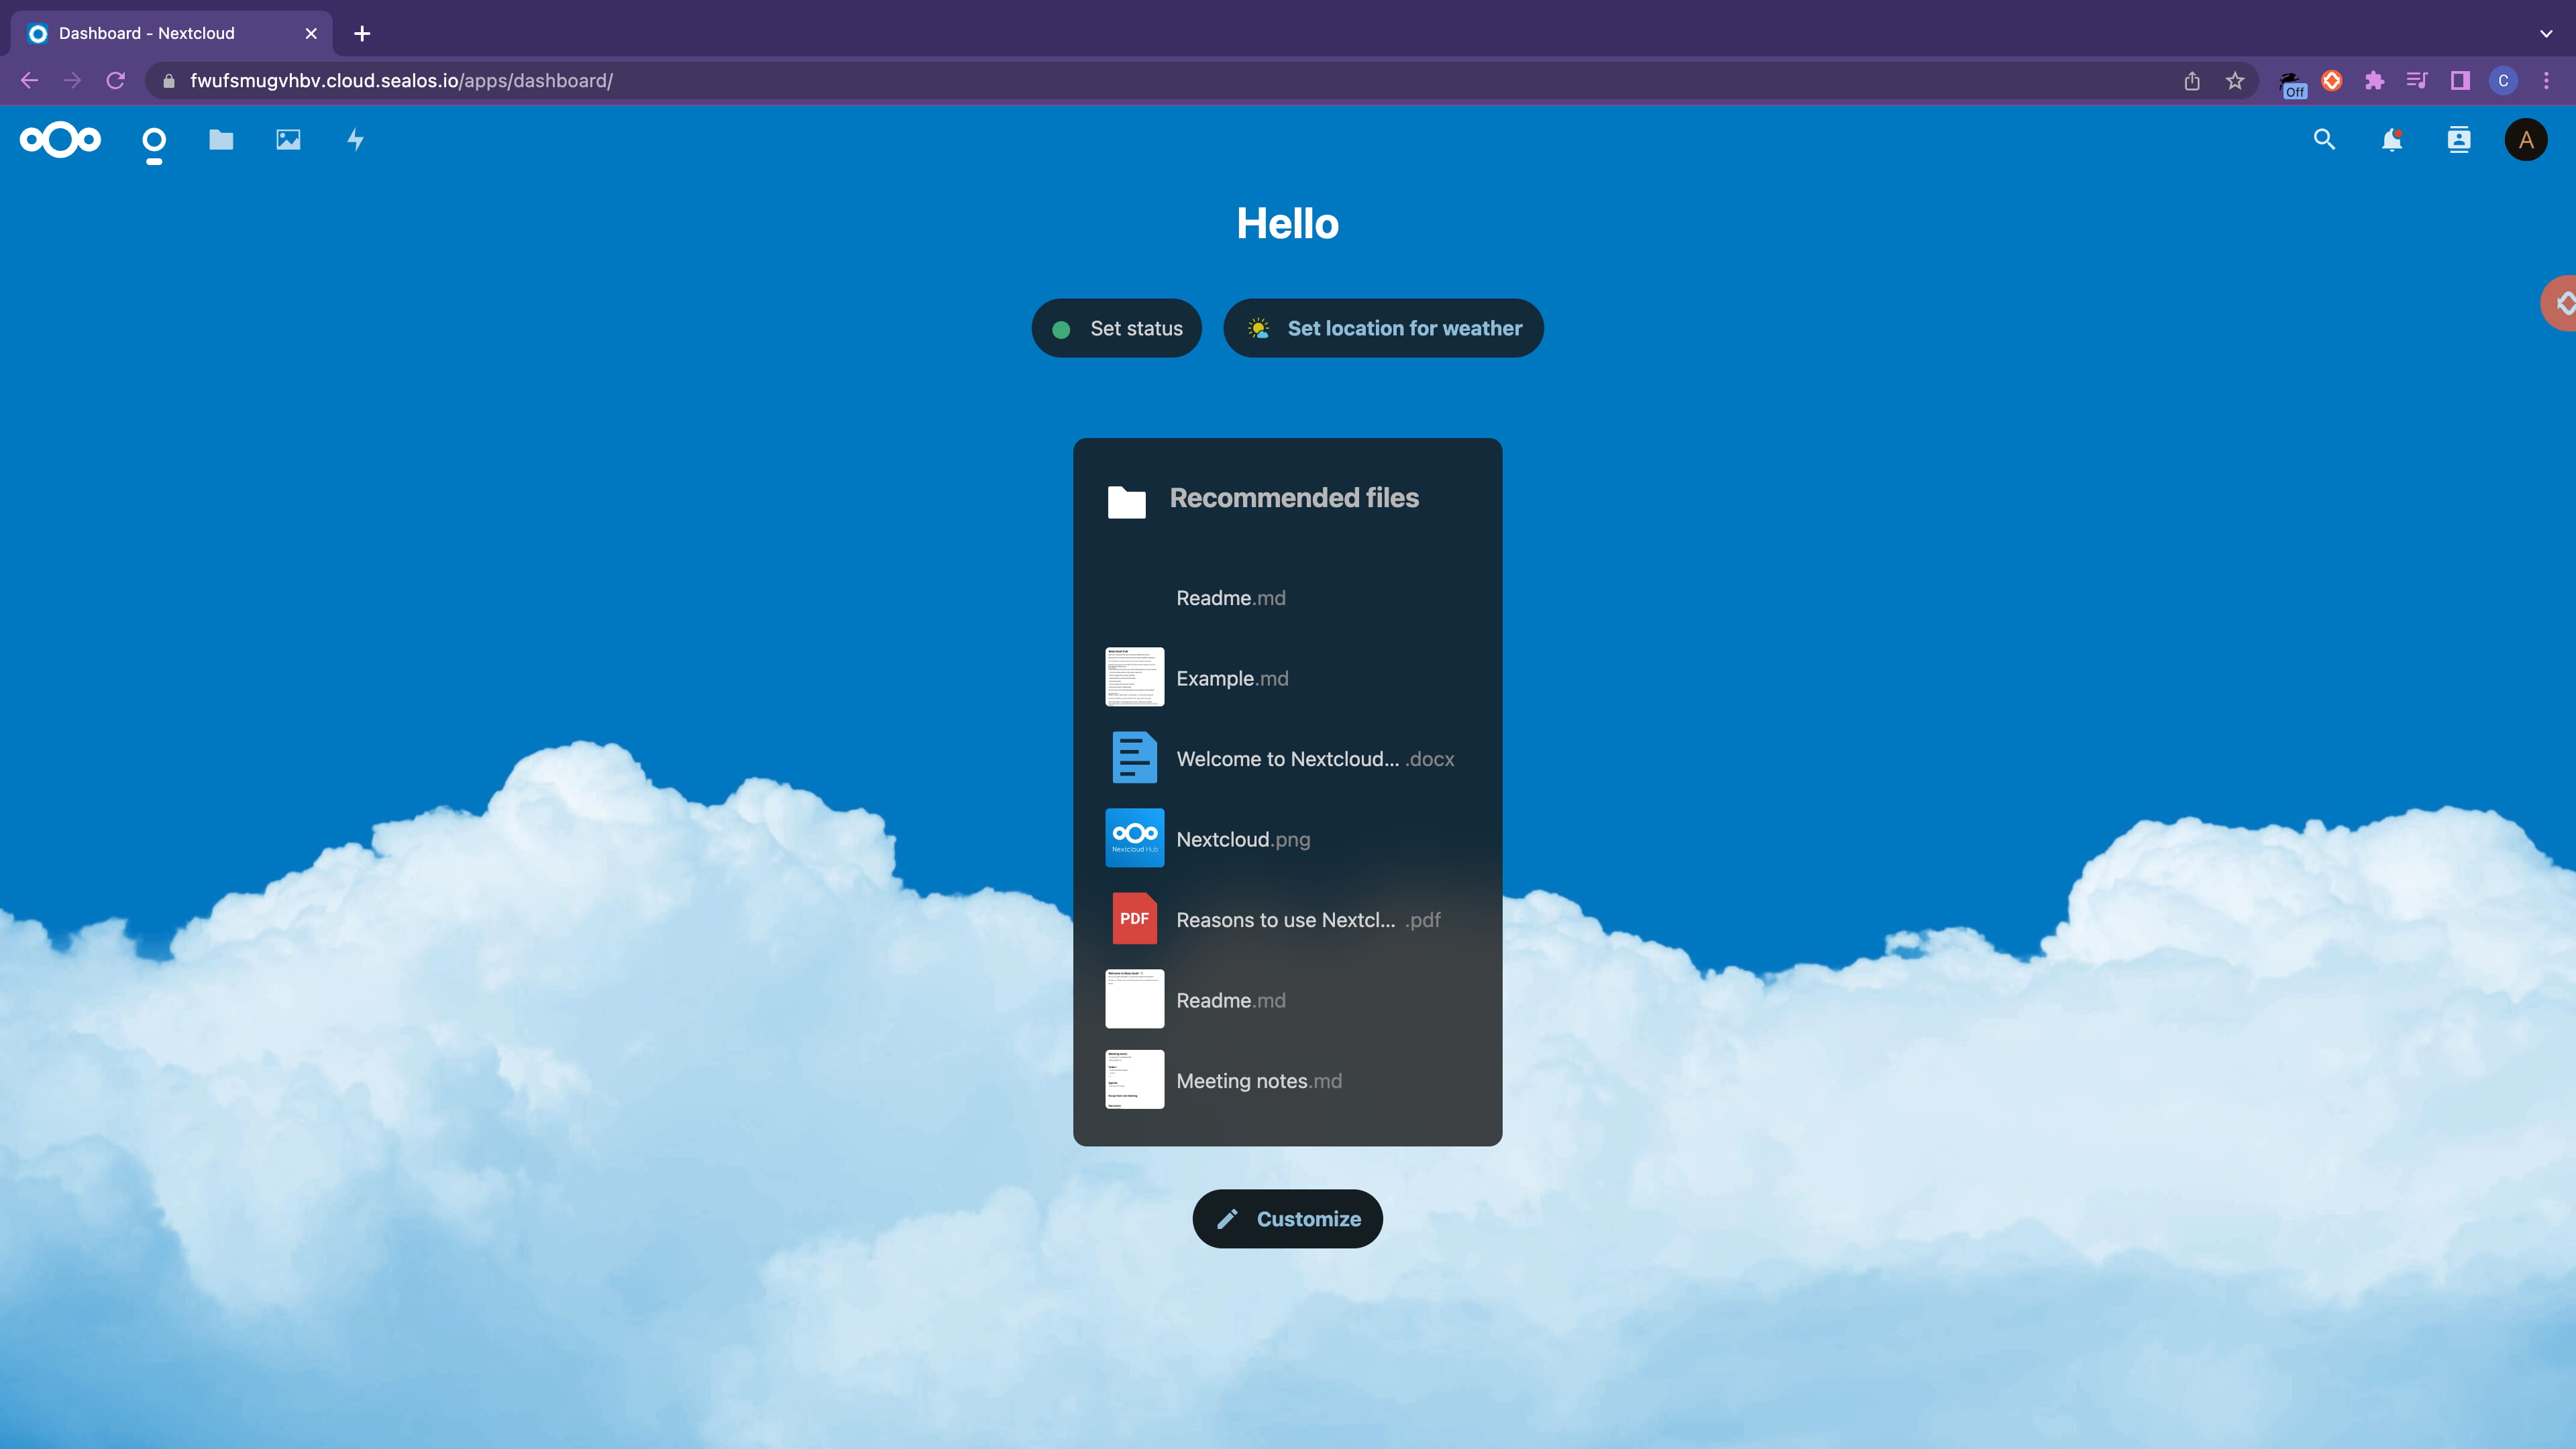 Dashboard - Nextcloud
fwufsmugvhbv.cloud.sealos.io/apps/dashboard/
Off
C
A
Hello
Set status
Set location for weather
Recommended files
Readme.md
Example.md
Welcome to Nextcloud... .docx
Nextcloud Hub
Nextcloud.png
PDF
Reasons to use Nextcl... .pdf
Readme.md
Meeting notes.md
Customize